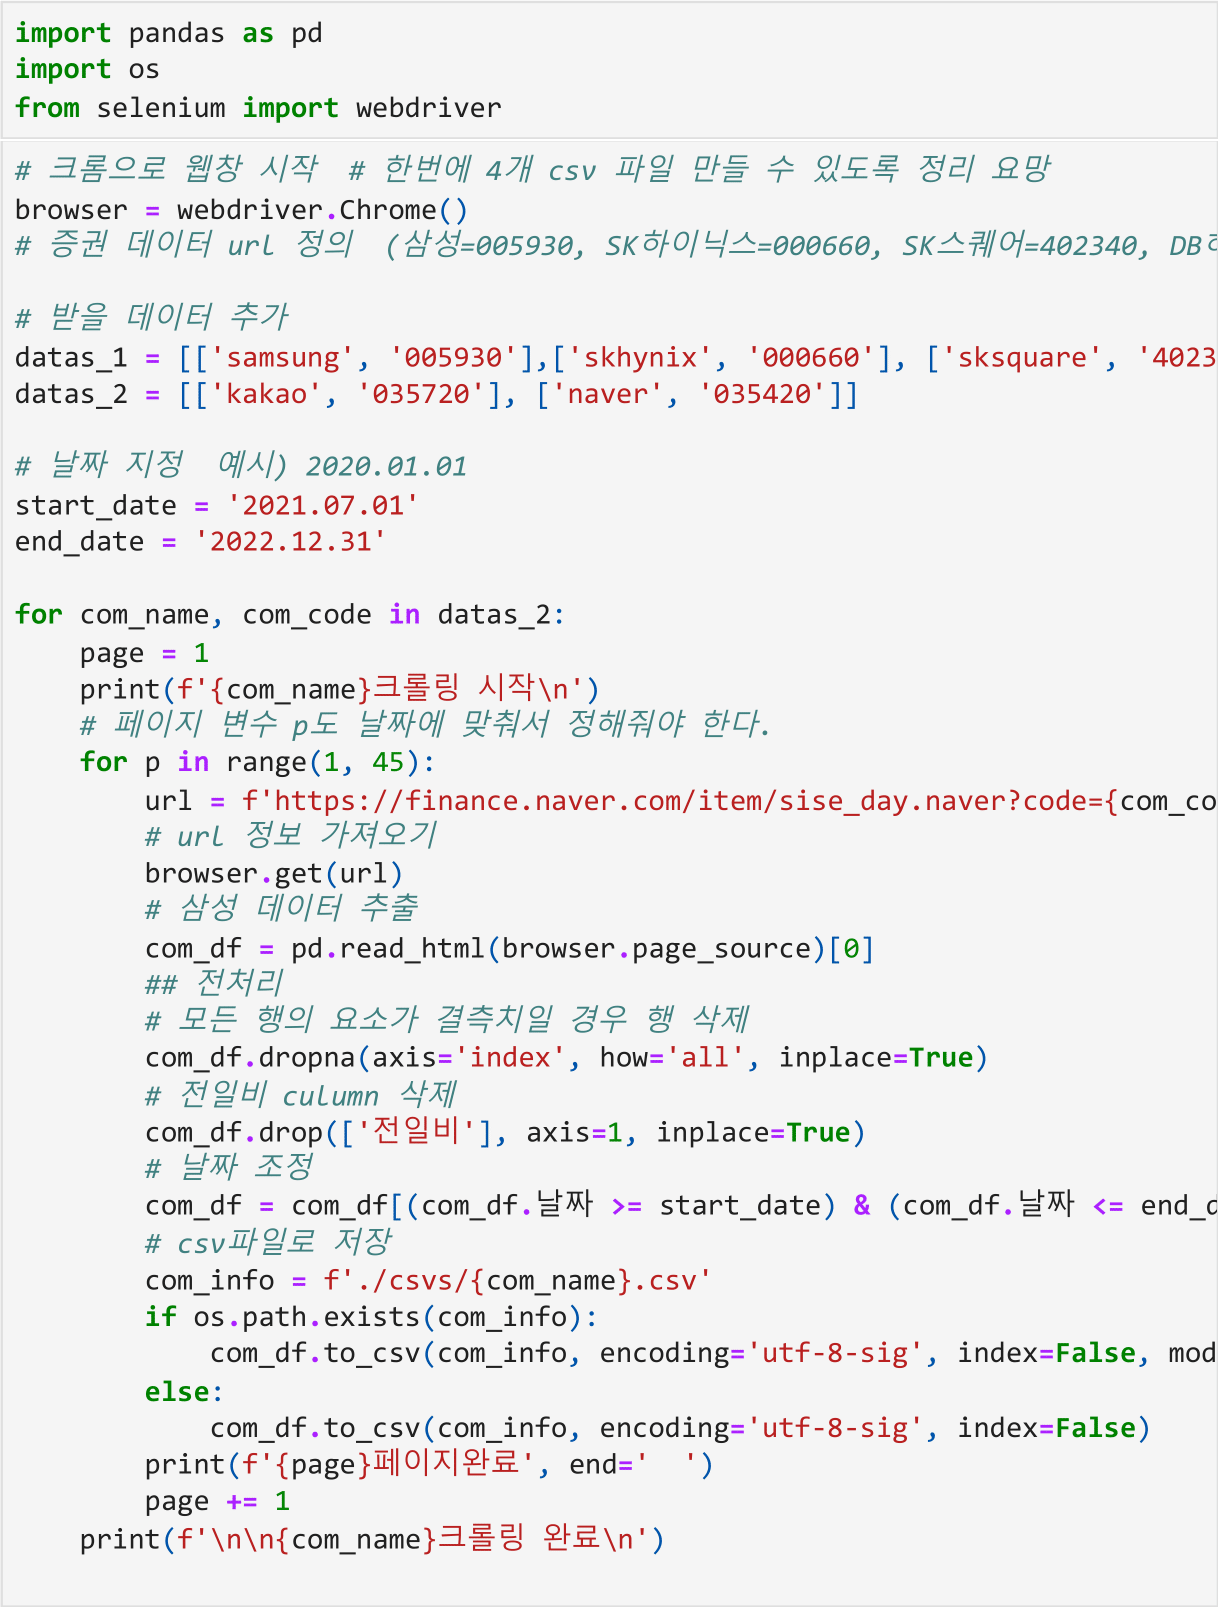 import pandas as pd
import os
from selenium import webdriver
# 크롬으로 웹창 시작  # 한번에 4개 csv 파일 만들 수 있도록 정리 요망
browser = webdriver.Chrome()
# 증권 데이터 url 정의  (삼성=005930, SK하이닉스=000660, SK스퀘어=402340, DB
# 받을 데이터 추가
datas_1 = [['samsung', '005930'],['skhynix', '000660'], ['sksquare', '4023
datas_2 = [['kakao', '035720'], ['naver', '035420']]
# 날짜 지정  예시) 2020.01.01
start_date = '2021.07.01'
end_date = '2022.12.31'
for com_name, com_code in datas_2:
    page = 1
    print(f'{com_name}크롤링 시작\n')
    # 페이지 변수 p도 날짜에 맞춰서 정해줘야 한다.
    for p in range(1, 45):
        url = f'https://finance.naver.com/item/sise_day.naver?code={com_co
        # url 정보 가져오기
        browser.get(url)
        # 삼성 데이터 추출
        com_df = pd.read_html(browser.page_source)[0]
        ## 전처리
        # 모든 행의 요소가 결측치일 경우 행 삭제
        com_df.dropna(axis='index', how='all', inplace=True)
        # 전일비 culumn 삭제
        com_df.drop(['전일비'], axis=1, inplace=True)
        # 날짜 조정
        com_df = com_df[(com_df.날짜 >= start_date) & (com_df.날짜 <= end_d
        # csv파일로 저장
        com_info = f'./csvs/{com_name}.csv'
        if os.path.exists(com_info):
            com_df.to_csv(com_info, encoding='utf-8-sig', index=False, mod
        else:
            com_df.to_csv(com_info, encoding='utf-8-sig', index=False)
        print(f'{page}페이지완료', end='  ')
        page += 1
    print(f'\n\n{com_name}크롤링 완료\n')